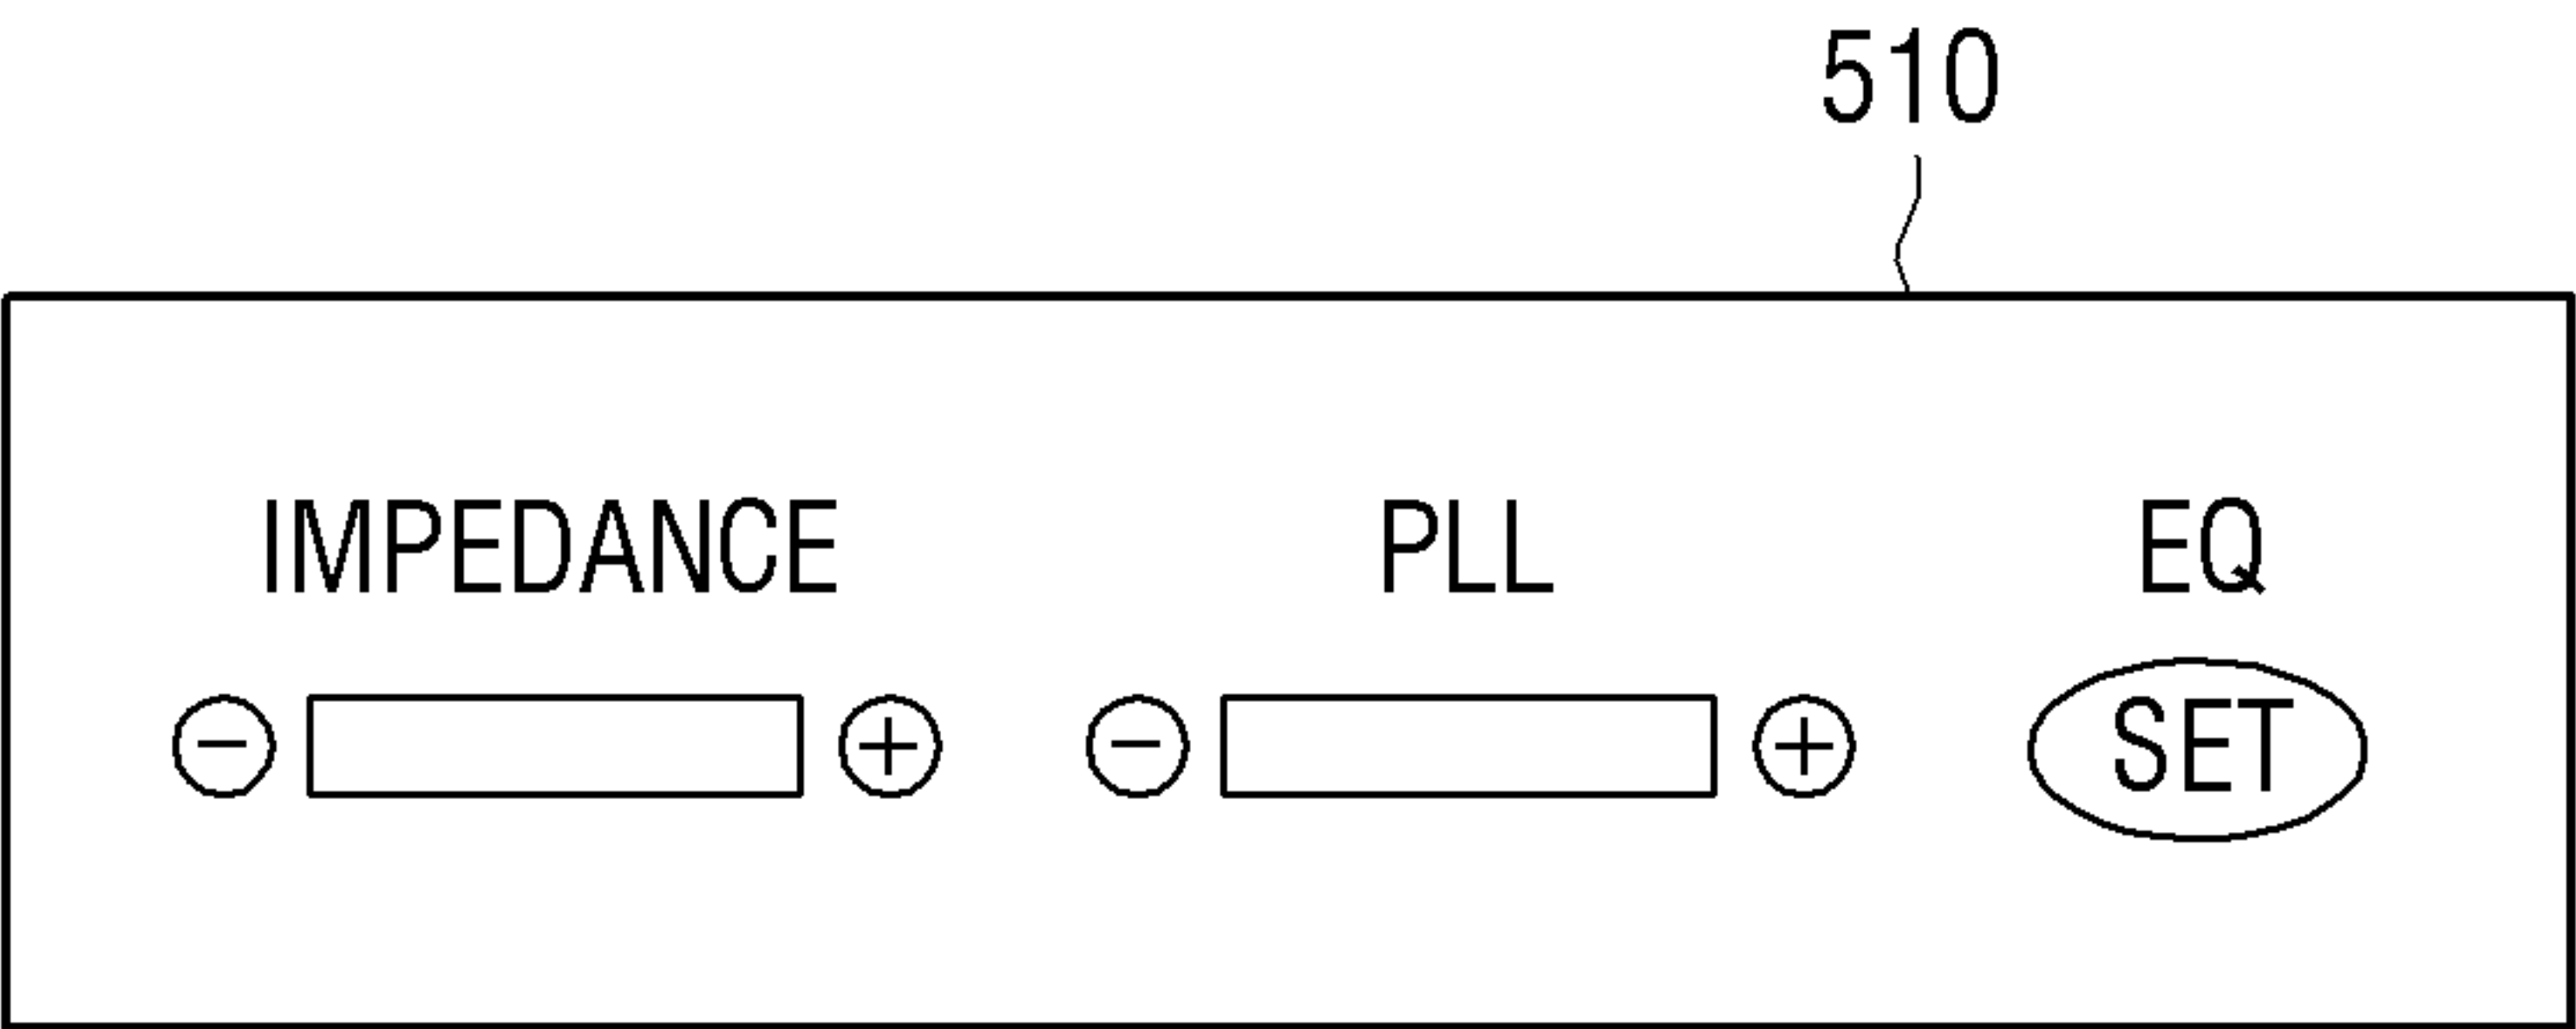 510
IMPEDANCE PLL EQ
− + − + SET